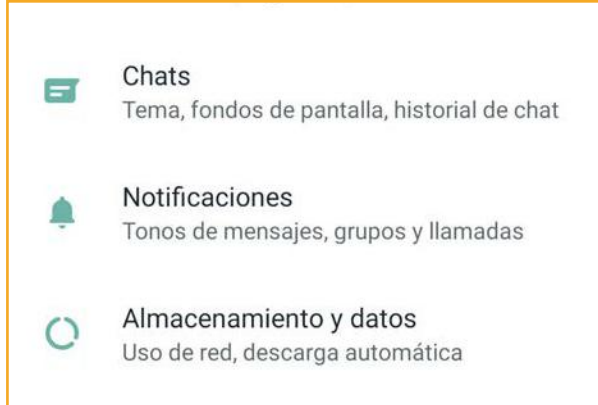 Chats
Tema, fondos de pantalla, historial de chat
Notificaciones
Tonos de mensajes, grupos y llamadas
Almacenamiento y datos
Uso de red, descarga automática